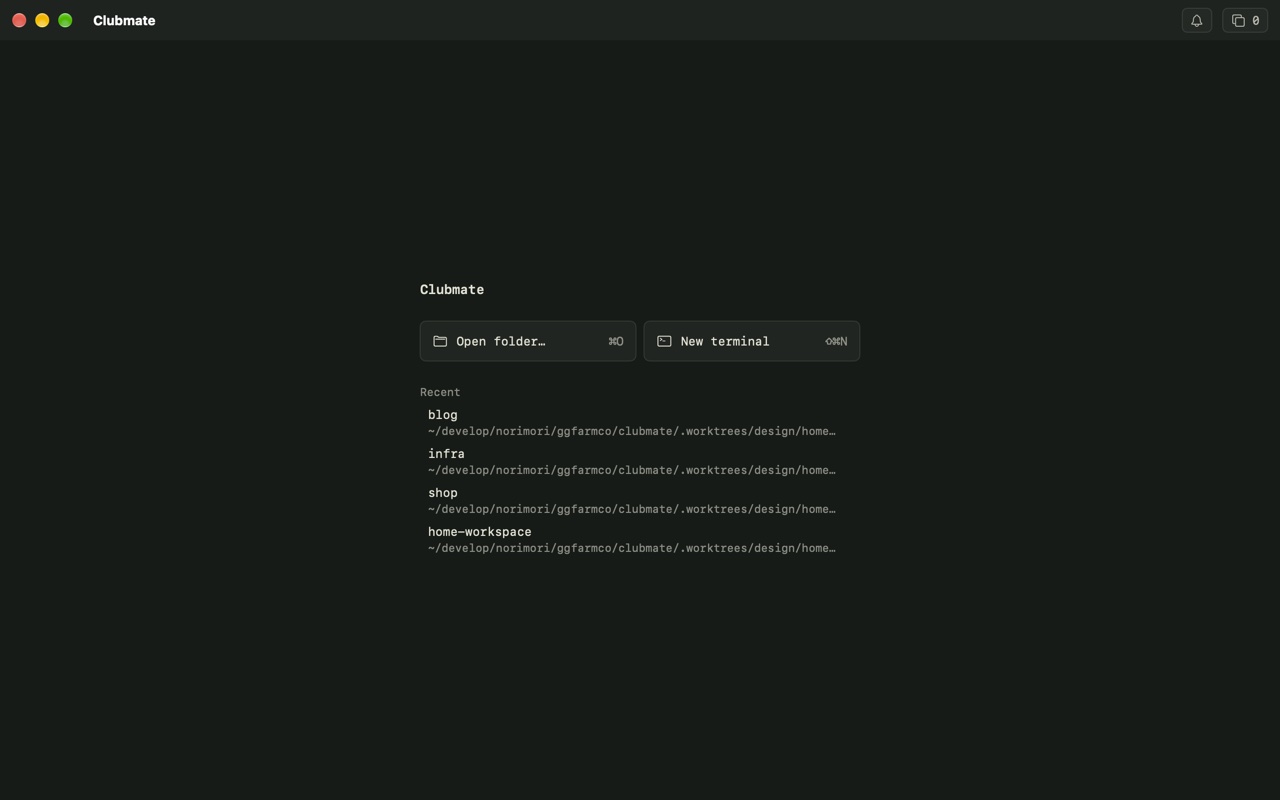 Clubmate
0
Clubmate
Open folder… ⌘O
New terminal ⇧⌘N
Recent
blog
~/develop/norimori/ggfarmco/clubmate/.worktrees/design/home…
infra
~/develop/norimori/ggfarmco/clubmate/.worktrees/design/home…
shop
~/develop/norimori/ggfarmco/clubmate/.worktrees/design/home…
home-workspace
~/develop/norimori/ggfarmco/clubmate/.worktrees/design/home…